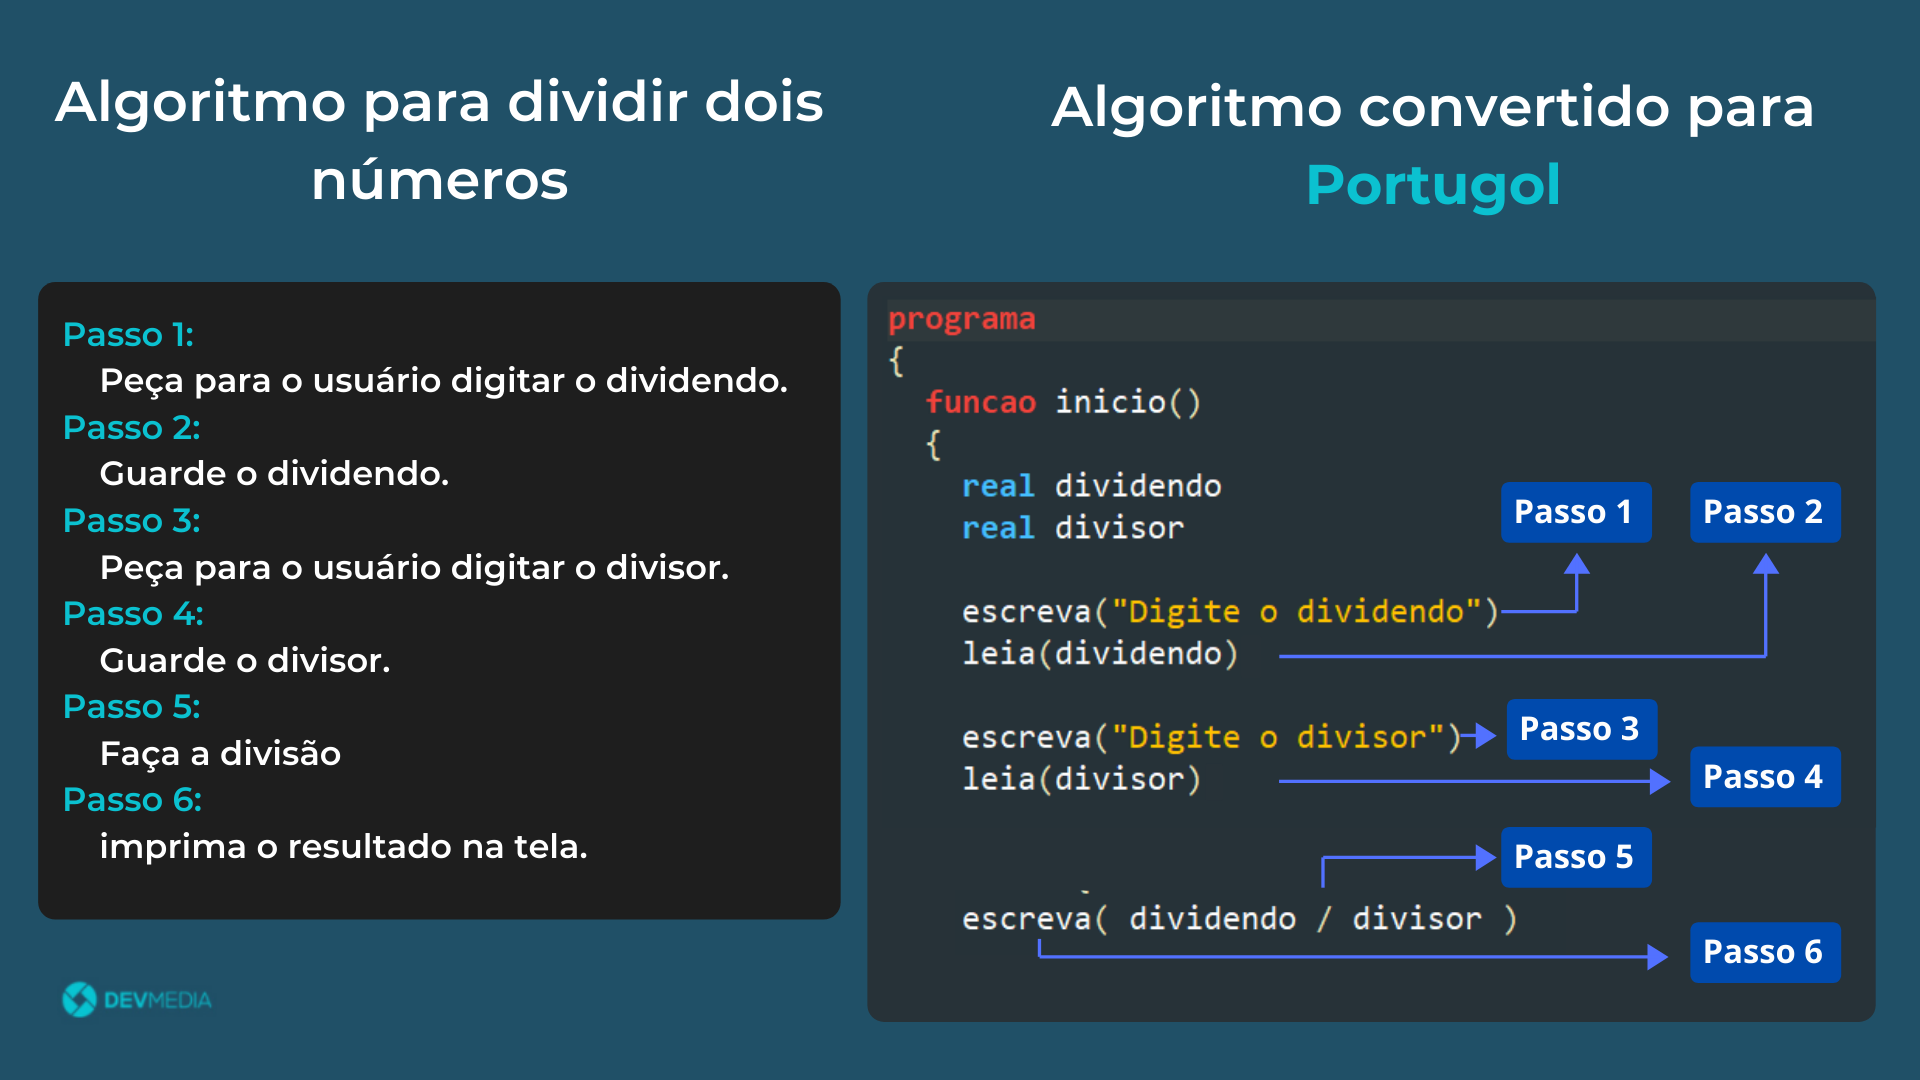 Algoritmo para dividir dois
números
Passo 1:
Peça para o usuário digitar o dividendo.
Passo 2:
Guarde o dividendo.
Passo 3:
Peça para o usuário digitar o divisor.
Passo 4:
Guarde o divisor.
Passo 5:
Faça a divisão
Passo 6:
imprima o resultado na tela.
DEVMEDIA
Algoritmo convertido para
Portugol
programa
{
funcao inicio()
{
real dividendo
real divisor
Passo 1
Passo 2
escreva("Digite o dividendo")
leia(dividendo)
escreva("Digite o divisor")
Passo 3
leia(divisor)
Passo 4
Passo 5
escreva( dividendo / divisor )
Passo 6